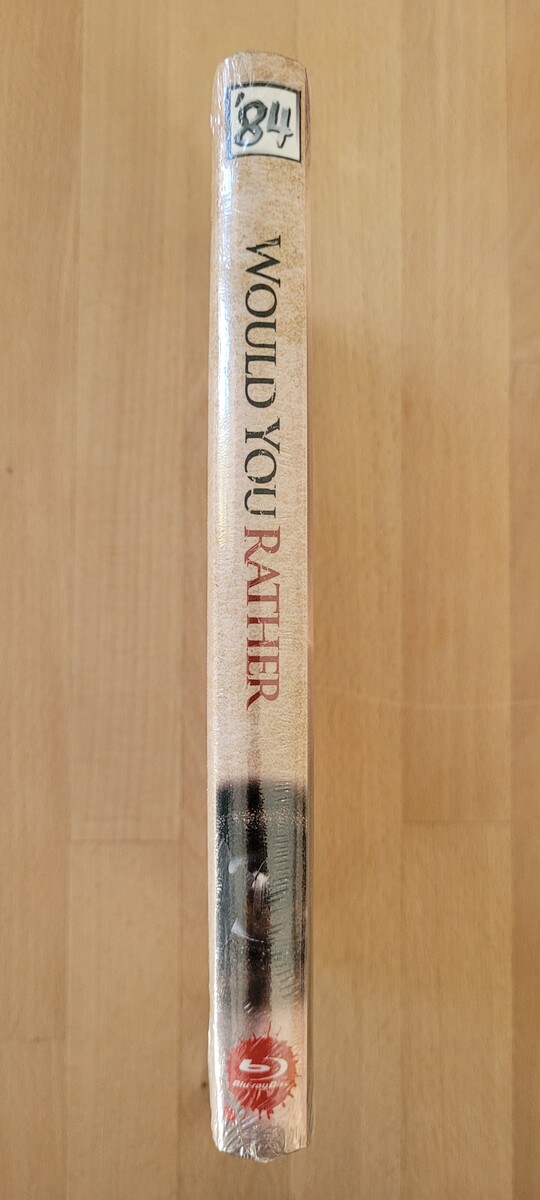 '84
WOULD YOU RATHER
Blu-ray Disc